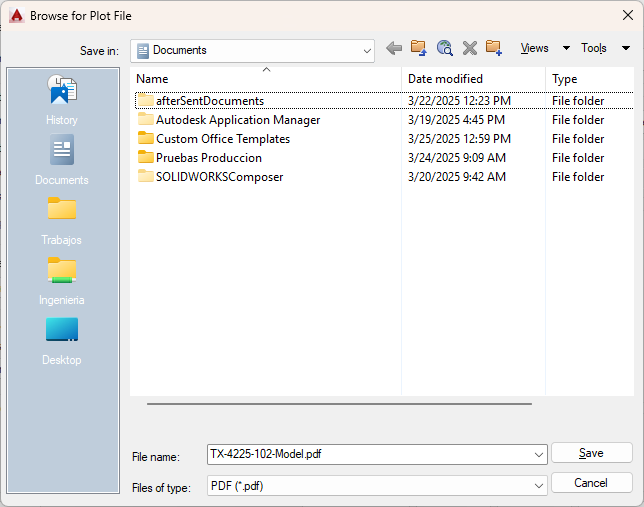 Browse for Plot File
Save in: Documents Views Tools
Name Date modified Type
afterSentDocuments 3/22/2025 12:23 PM File folder
Autodesk Application Manager 3/19/2025 4:45 PM File folder
Custom Office Templates 3/25/2025 12:59 PM File folder
Pruebas Produccion 3/24/2025 9:09 AM File folder
SOLIDWORKSComposer 3/20/2025 9:42 AM File folder
History
Documents
Trabajos
Ingenieria
Desktop
File name: TX-4225-102-Model.pdf Save
Files of type: PDF (*.pdf) Cancel